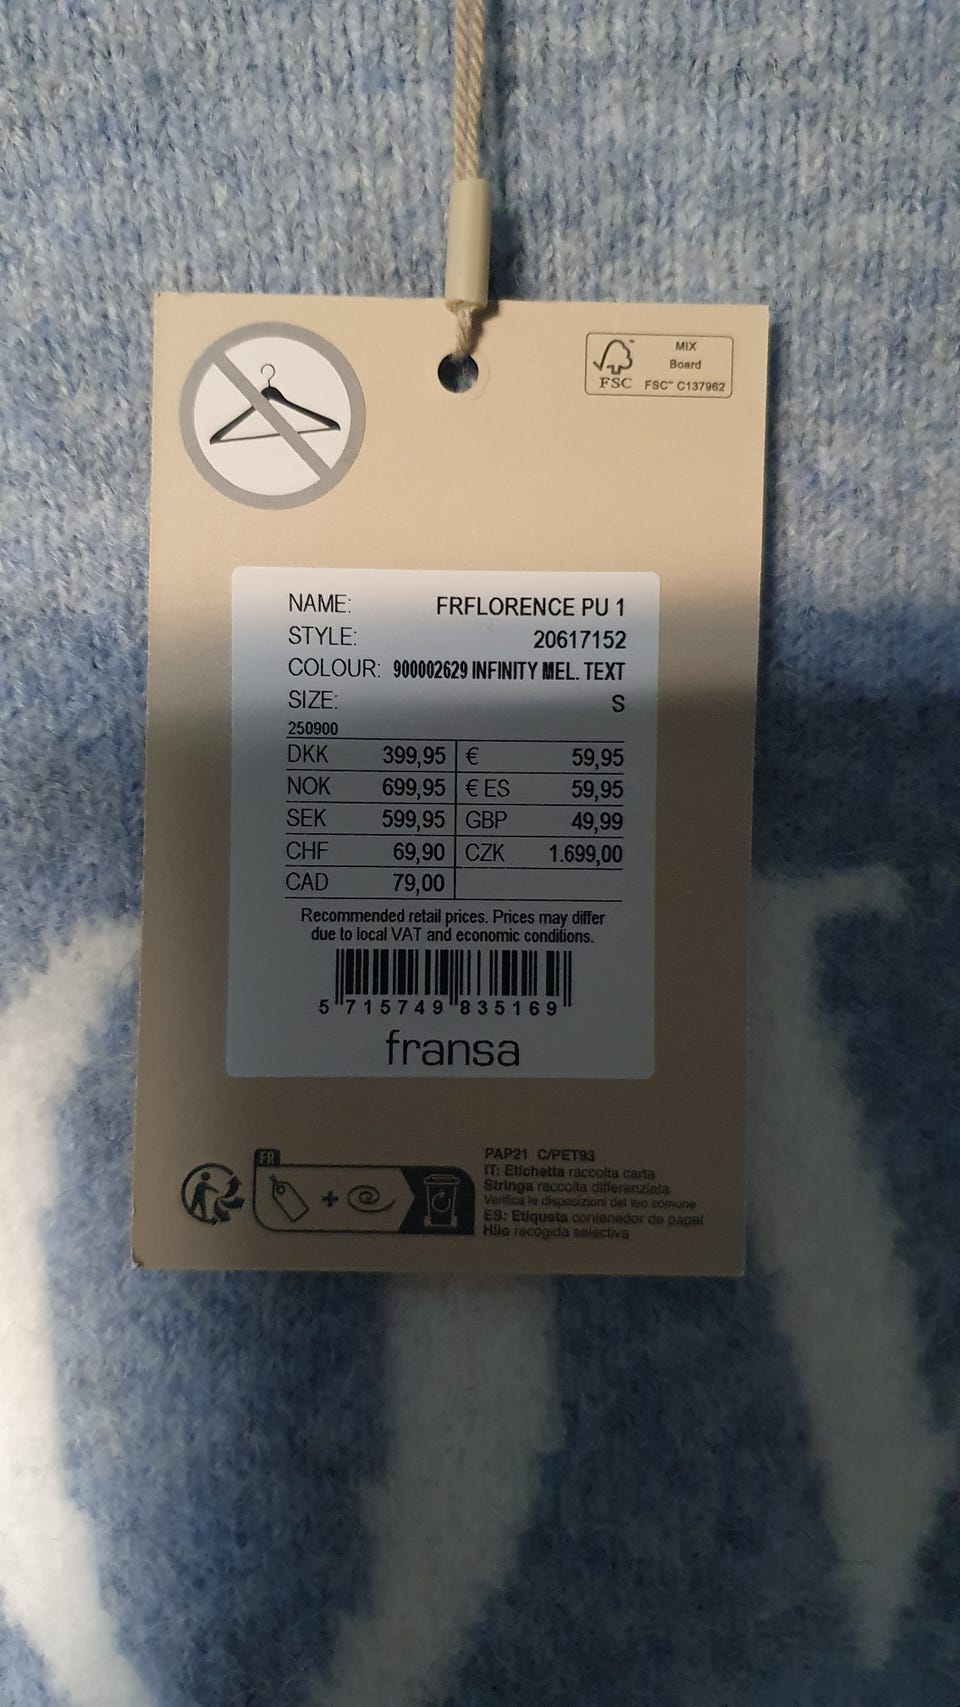 MIX
Board
FSC
FSC™ C137962
NAME: FRFLORENCE PU 1
STYLE: 20617152
COLOUR: 900002629 INFINITY MEL. TEXT
SIZE: S
250900
DKK 399,95 € 59,95
NOK 699,95 € ES 59,95
SEK 599,95 GBP 49,99
CHF 69,90 CZK 1.699,00
CAD 79,00
Recommended retail prices. Prices may differ
due to local VAT and economic conditions.
5 715749 835169
fransa
FR
+
PAP21 C/PET93
IT: Etichetta raccolta carta
Stringa raccolta differenziata
Verifica le disposizioni del tuo comune
ES: Etiqueta contenedor de papel
Hilo recogida selectiva